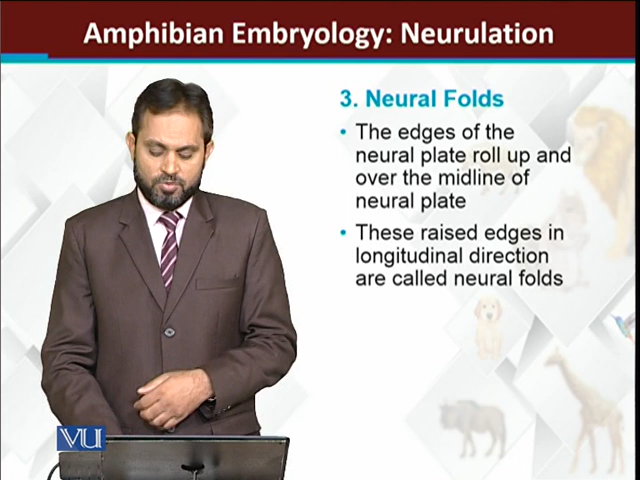 Amphibian Embryology: Neurulation
3. Neural Folds
• The edges of the
neural plate roll up and
over the midline of
neural plate
• These raised edges in
longitudinal direction
are called neural folds
VU